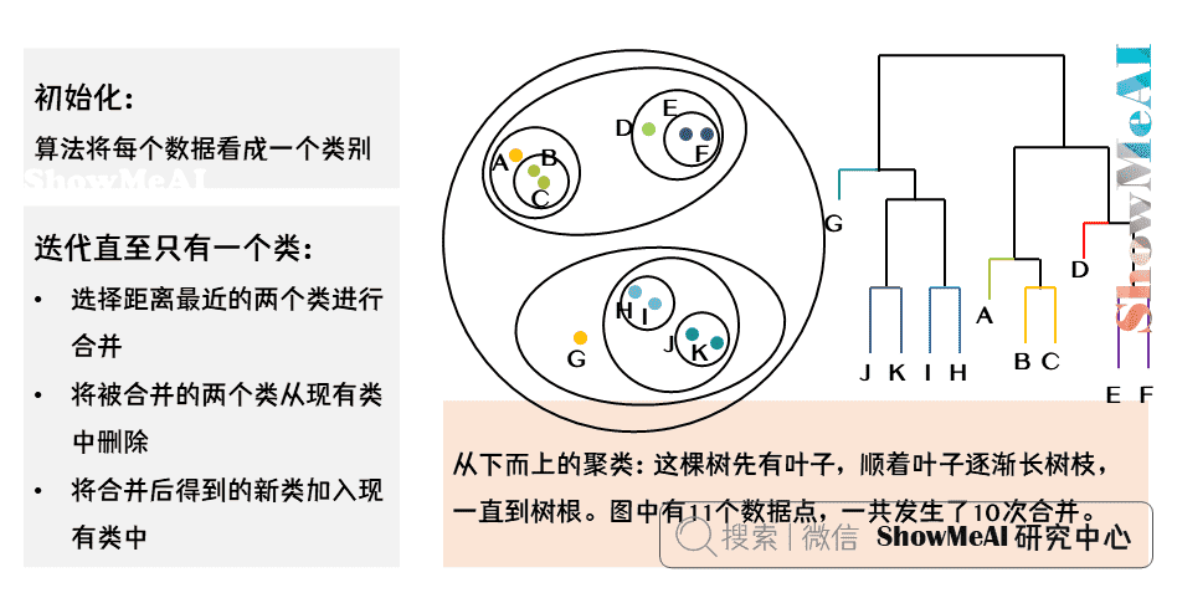 初始化：
算法将每个数据看成一个类别
ShowMeAI
迭代直至只有一个类：
• 选择距离最近的两个类进行
合并
• 将被合并的两个类从现有类
中删除
• 将合并后得到的新类加入现
有类中
E
D
F
A
B
C
H
I
J
K
G
G
D
A
B C
J K I H
E F
ShowMeAI
从下而上的聚类：这棵树先有叶子，顺着叶子逐渐长树枝，
一直到树根。图中有11个数据点，一共发生了10次合并。
搜索｜微信 ShowMeAI 研究中心